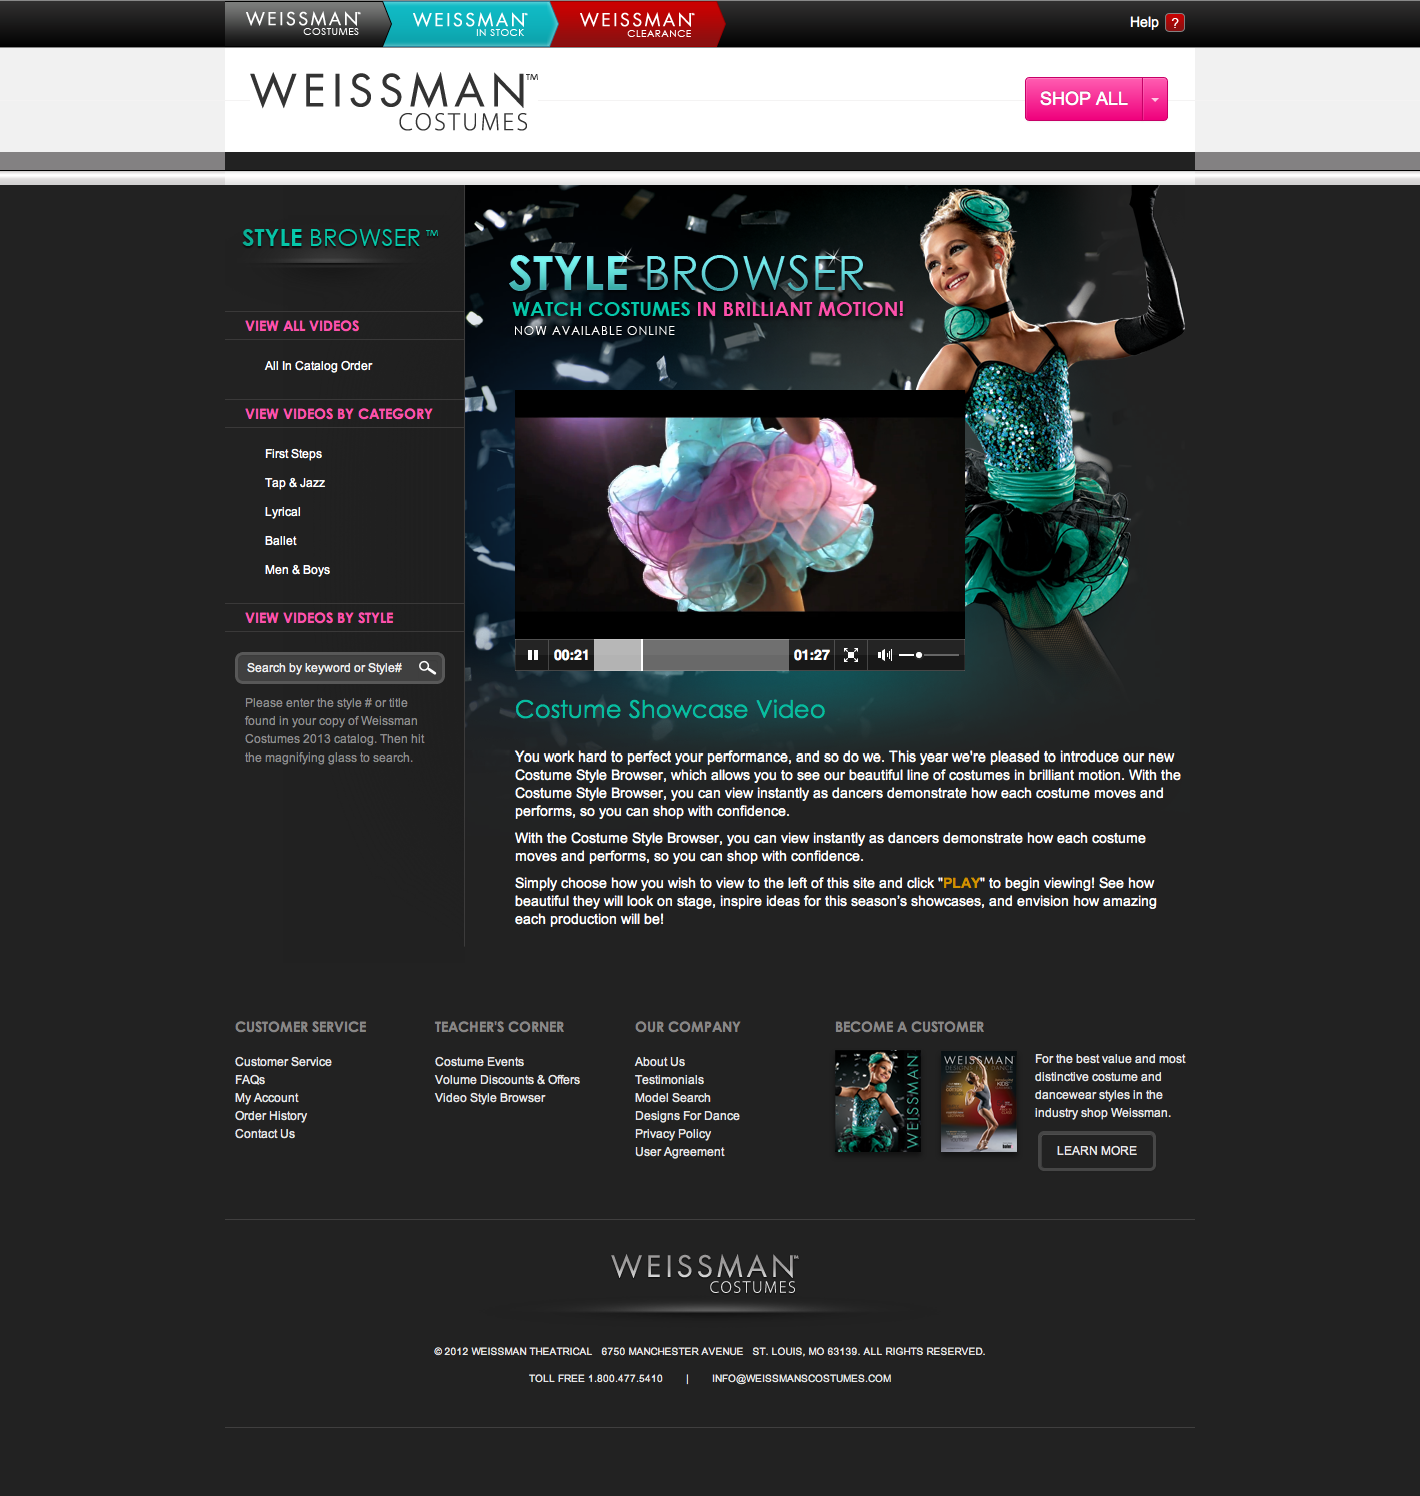 WEISSMAN™
COSTUMES
WEISSMAN™
IN STOCK
WEISSMAN™
CLEARANCE
Help ?
WEISSMAN™
COSTUMES
SHOP ALL
STYLE BROWSER™
VIEW ALL VIDEOS
All In Catalog Order
VIEW VIDEOS BY CATEGORY
First Steps
Tap & Jazz
Lyrical
Ballet
Men & Boys
VIEW VIDEOS BY STYLE
Search by keyword or Style#
Please enter the style # or title
found in your copy of Weissman
Costumes 2013 catalog. Then hit
the magnifying glass to search.
STYLE BROWSER
WATCH COSTUMES IN BRILLIANT MOTION!
NOW AVAILABLE ONLINE
00:21 01:27
Costume Showcase Video
You work hard to perfect your performance, and so do we. This year we're pleased to introduce our new
Costume Style Browser, which allows you to see our beautiful line of costumes in brilliant motion. With the
Costume Style Browser, you can view instantly as dancers demonstrate how each costume moves and
performs, so you can shop with confidence.
With the Costume Style Browser, you can view instantly as dancers demonstrate how each costume
moves and performs, so you can shop with confidence.
Simply choose how you wish to view to the left of this site and click "PLAY" to begin viewing! See how
beautiful they will look on stage, inspire ideas for this season's showcases, and envision how amazing
each production will be!
CUSTOMER SERVICE
Customer Service
FAQs
My Account
Order History
Contact Us
TEACHER'S CORNER
Costume Events
Volume Discounts & Offers
Video Style Browser
OUR COMPANY
About Us
Testimonials
Model Search
Designs For Dance
Privacy Policy
User Agreement
BECOME A CUSTOMER
WEISSMAN
WEISSMAN
DESIGNS FOR DANCE
For the best value and most
distinctive costume and
dancewear styles in the
industry shop Weissman.
LEARN MORE
WEISSMAN™
COSTUMES
© 2012 WEISSMAN THEATRICAL 6750 MANCHESTER AVENUE ST. LOUIS, MO 63139. ALL RIGHTS RESERVED.
TOLL FREE 1.800.477.5410 | INFO@WEISSMANSCOSTUMES.COM